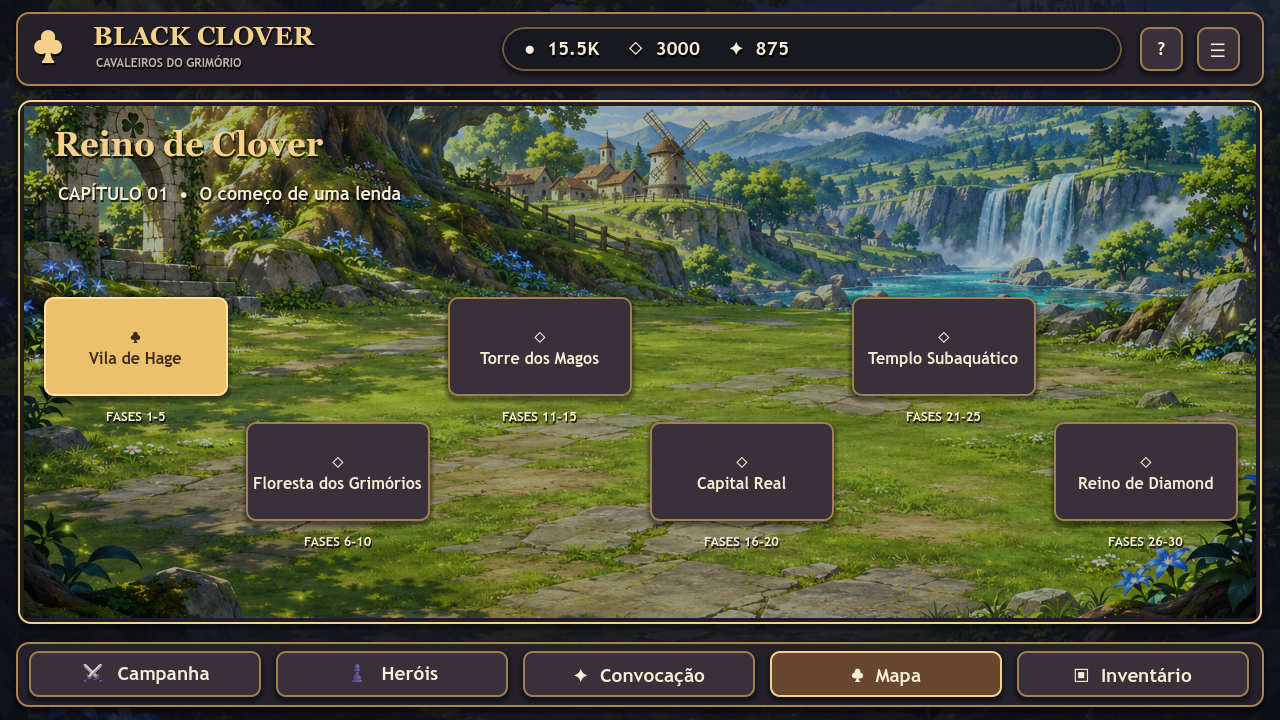 BLACK CLOVER
CAVALEIROS DO GRIMÓRIO
● 15.5K ◇ 3000 ✦ 875
? ☰
Reino de Clover
CAPÍTULO 01 • O começo de uma lenda
♣
Vila de Hage
FASES 1–5
◇
Floresta dos Grimórios
FASES 6–10
◇
Torre dos Magos
FASES 11–15
◇
Capital Real
FASES 16–20
◇
Templo Subaquático
FASES 21–25
◇
Reino de Diamond
FASES 26–30
⚔ Campanha
♟ Heróis
✦ Convocação
♣ Mapa
▣ Inventário